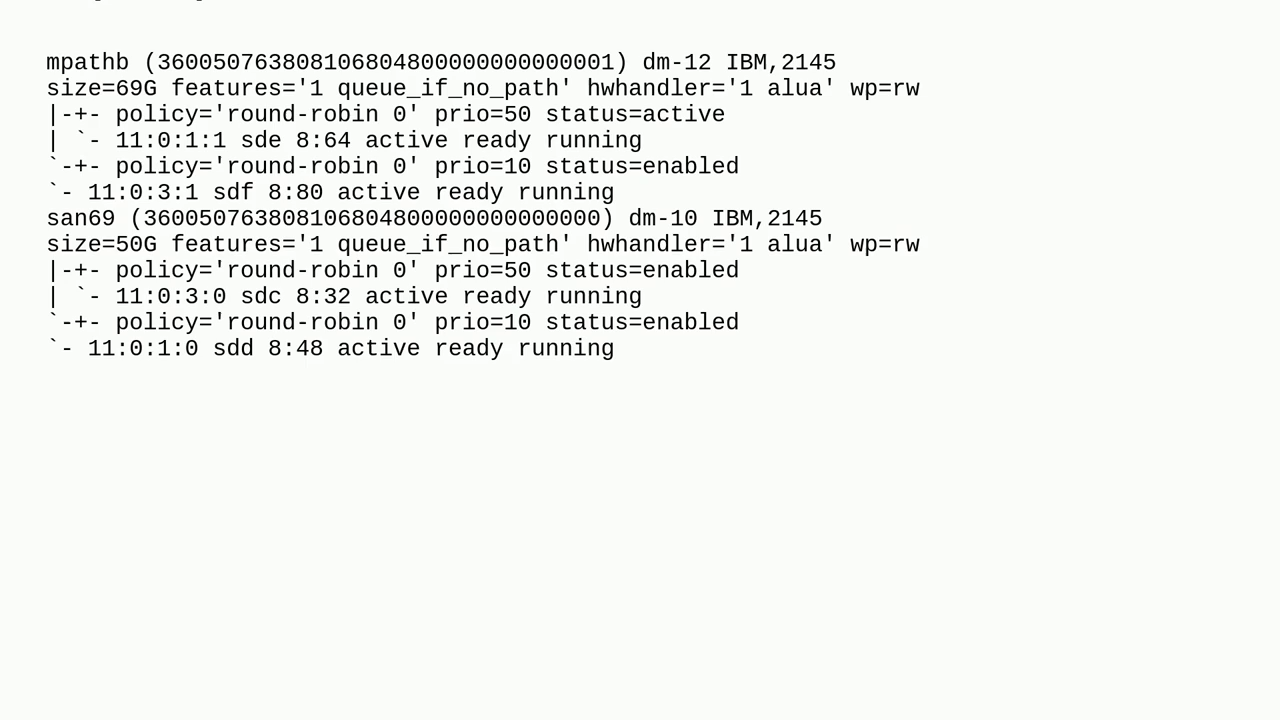 mpathb (360050763808106804800000000000001) dm-12 IBM,2145
size=69G features='1 queue_if_no_path' hwhandler='1 alua' wp=rw
|-+- policy='round-robin 0' prio=50 status=active
| `- 11:0:1:1 sde 8:64 active ready running
`-+- policy='round-robin 0' prio=10 status=enabled
`- 11:0:3:1 sdf 8:80 active ready running
san69 (360050763808106804800000000000000) dm-10 IBM,2145
size=50G features='1 queue_if_no_path' hwhandler='1 alua' wp=rw
|-+- policy='round-robin 0' prio=50 status=enabled
| `- 11:0:3:0 sdc 8:32 active ready running
`-+- policy='round-robin 0' prio=10 status=enabled
`- 11:0:1:0 sdd 8:48 active ready running